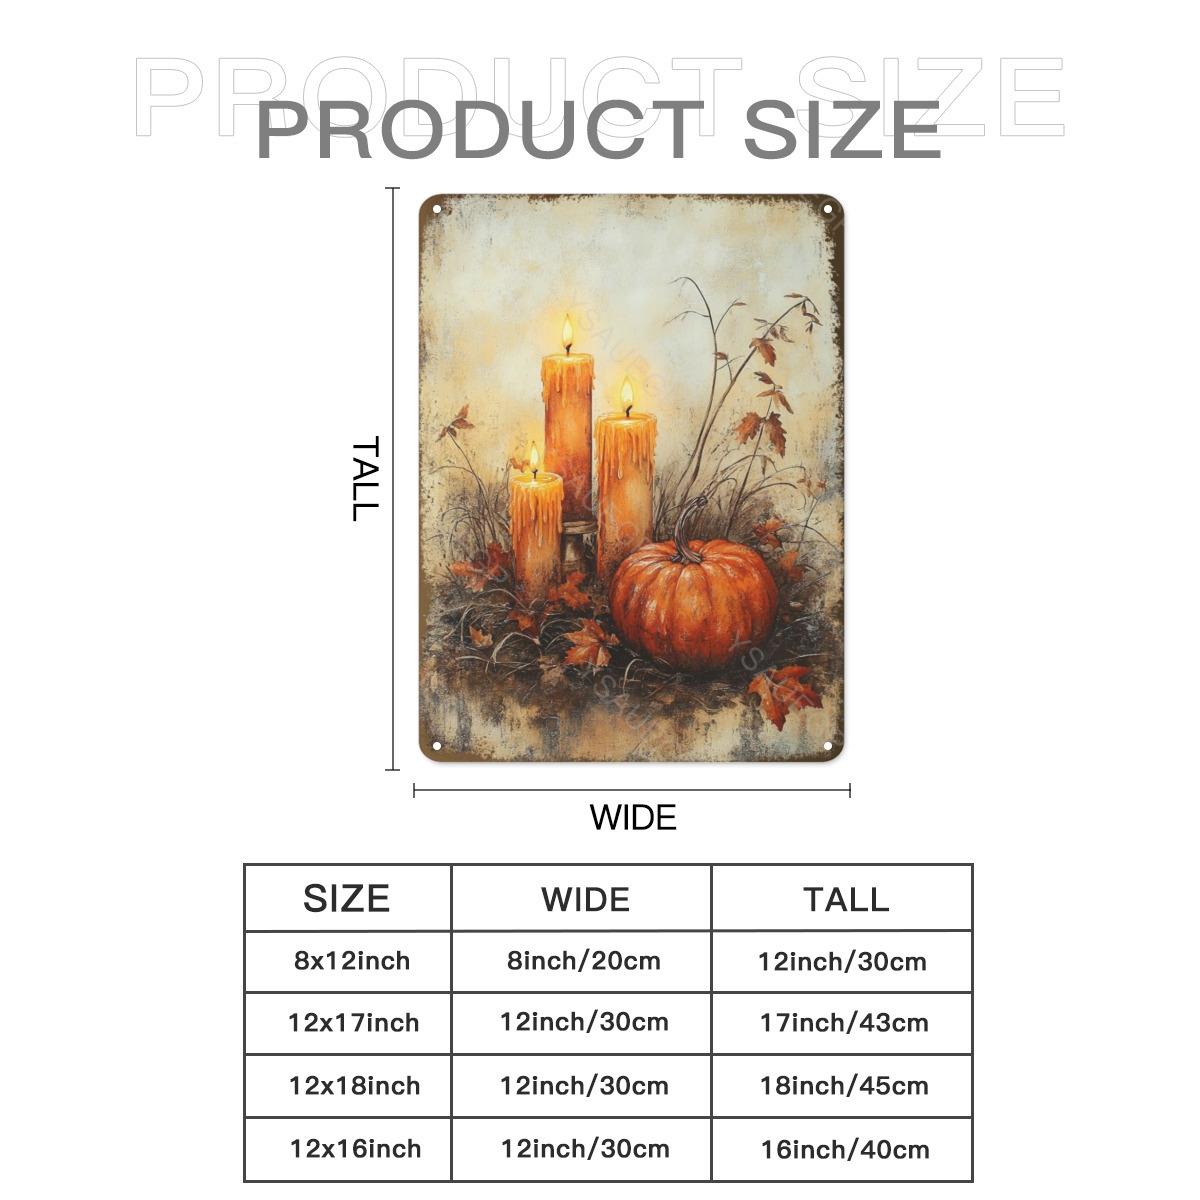 PRODUCT SIZE
PRODUCT SIZE
TALL
WIDE
SIZE WIDE TALL
8x12inch 8inch/20cm 12inch/30cm
12x17inch 12inch/30cm 17inch/43cm
12x18inch 12inch/30cm 18inch/45cm
12x16inch 12inch/30cm 16inch/40cm